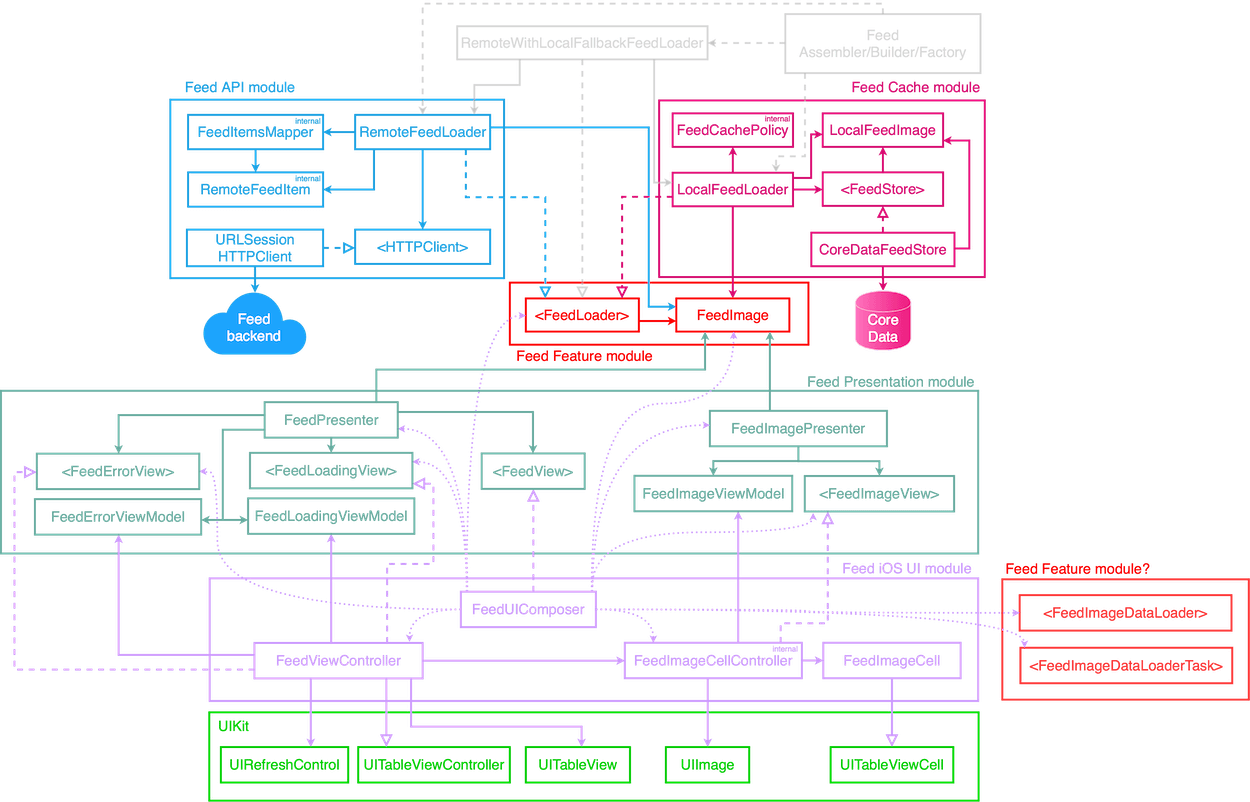 RemoteWithLocalFallbackFeedLoader
Feed
Assembler/Builder/Factory
Feed API module
Feed Cache module
internal
FeedItemsMapper
RemoteFeedLoader
internal
FeedCachePolicy
LocalFeedImage
internal
RemoteFeedItem
LocalFeedLoader
<FeedStore>
URLSession
HTTPClient
<HTTPClient>
CoreDataFeedStore
Feed
backend
<FeedLoader>
FeedImage
Core
Data
Feed Feature module
Feed Presentation module
FeedPresenter
FeedImagePresenter
<FeedErrorView>
<FeedLoadingView>
<FeedView>
FeedImageViewModel
<FeedImageView>
FeedErrorViewModel
FeedLoadingViewModel
Feed iOS UI module
Feed Feature module?
FeedUIComposer
<FeedImageDataLoader>
FeedViewController
internal
FeedImageCellController
FeedImageCell
<FeedImageDataLoaderTask>
UIKit
UIRefreshControl
UITableViewController
UITableView
UIImage
UITableViewCell